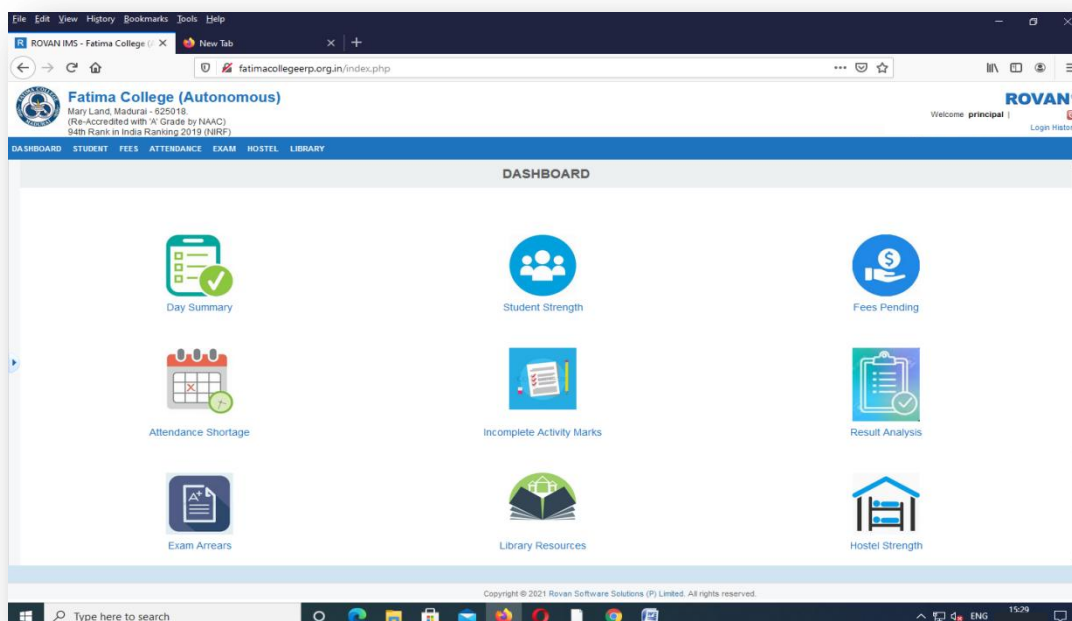 File Edit View History Bookmarks Tools Help
R ROVAN IMS - Fatima College (A
New Tab
fatimacollegeerp.org.in/index.php
Fatima College (Autonomous)
Mary Land, Madurai - 625018.
(Re-Accredited with 'A' Grade by NAAC)
94th Rank in India Ranking 2019 (NIRF)
ROVAN
Welcome principal |
Login Histor
DASHBOARD STUDENT FEES ATTENDANCE EXAM HOSTEL LIBRARY
DASHBOARD
Day Summary Student Strength Fees Pending
Attendance Shortage Incomplete Activity Marks Result Analysis
A+
Exam Arrears Library Resources Hostel Strength
Copyright © 2021 Rovan Software Solutions (P) Limited. All rights reserved.
Type here to search
ENG 15:29